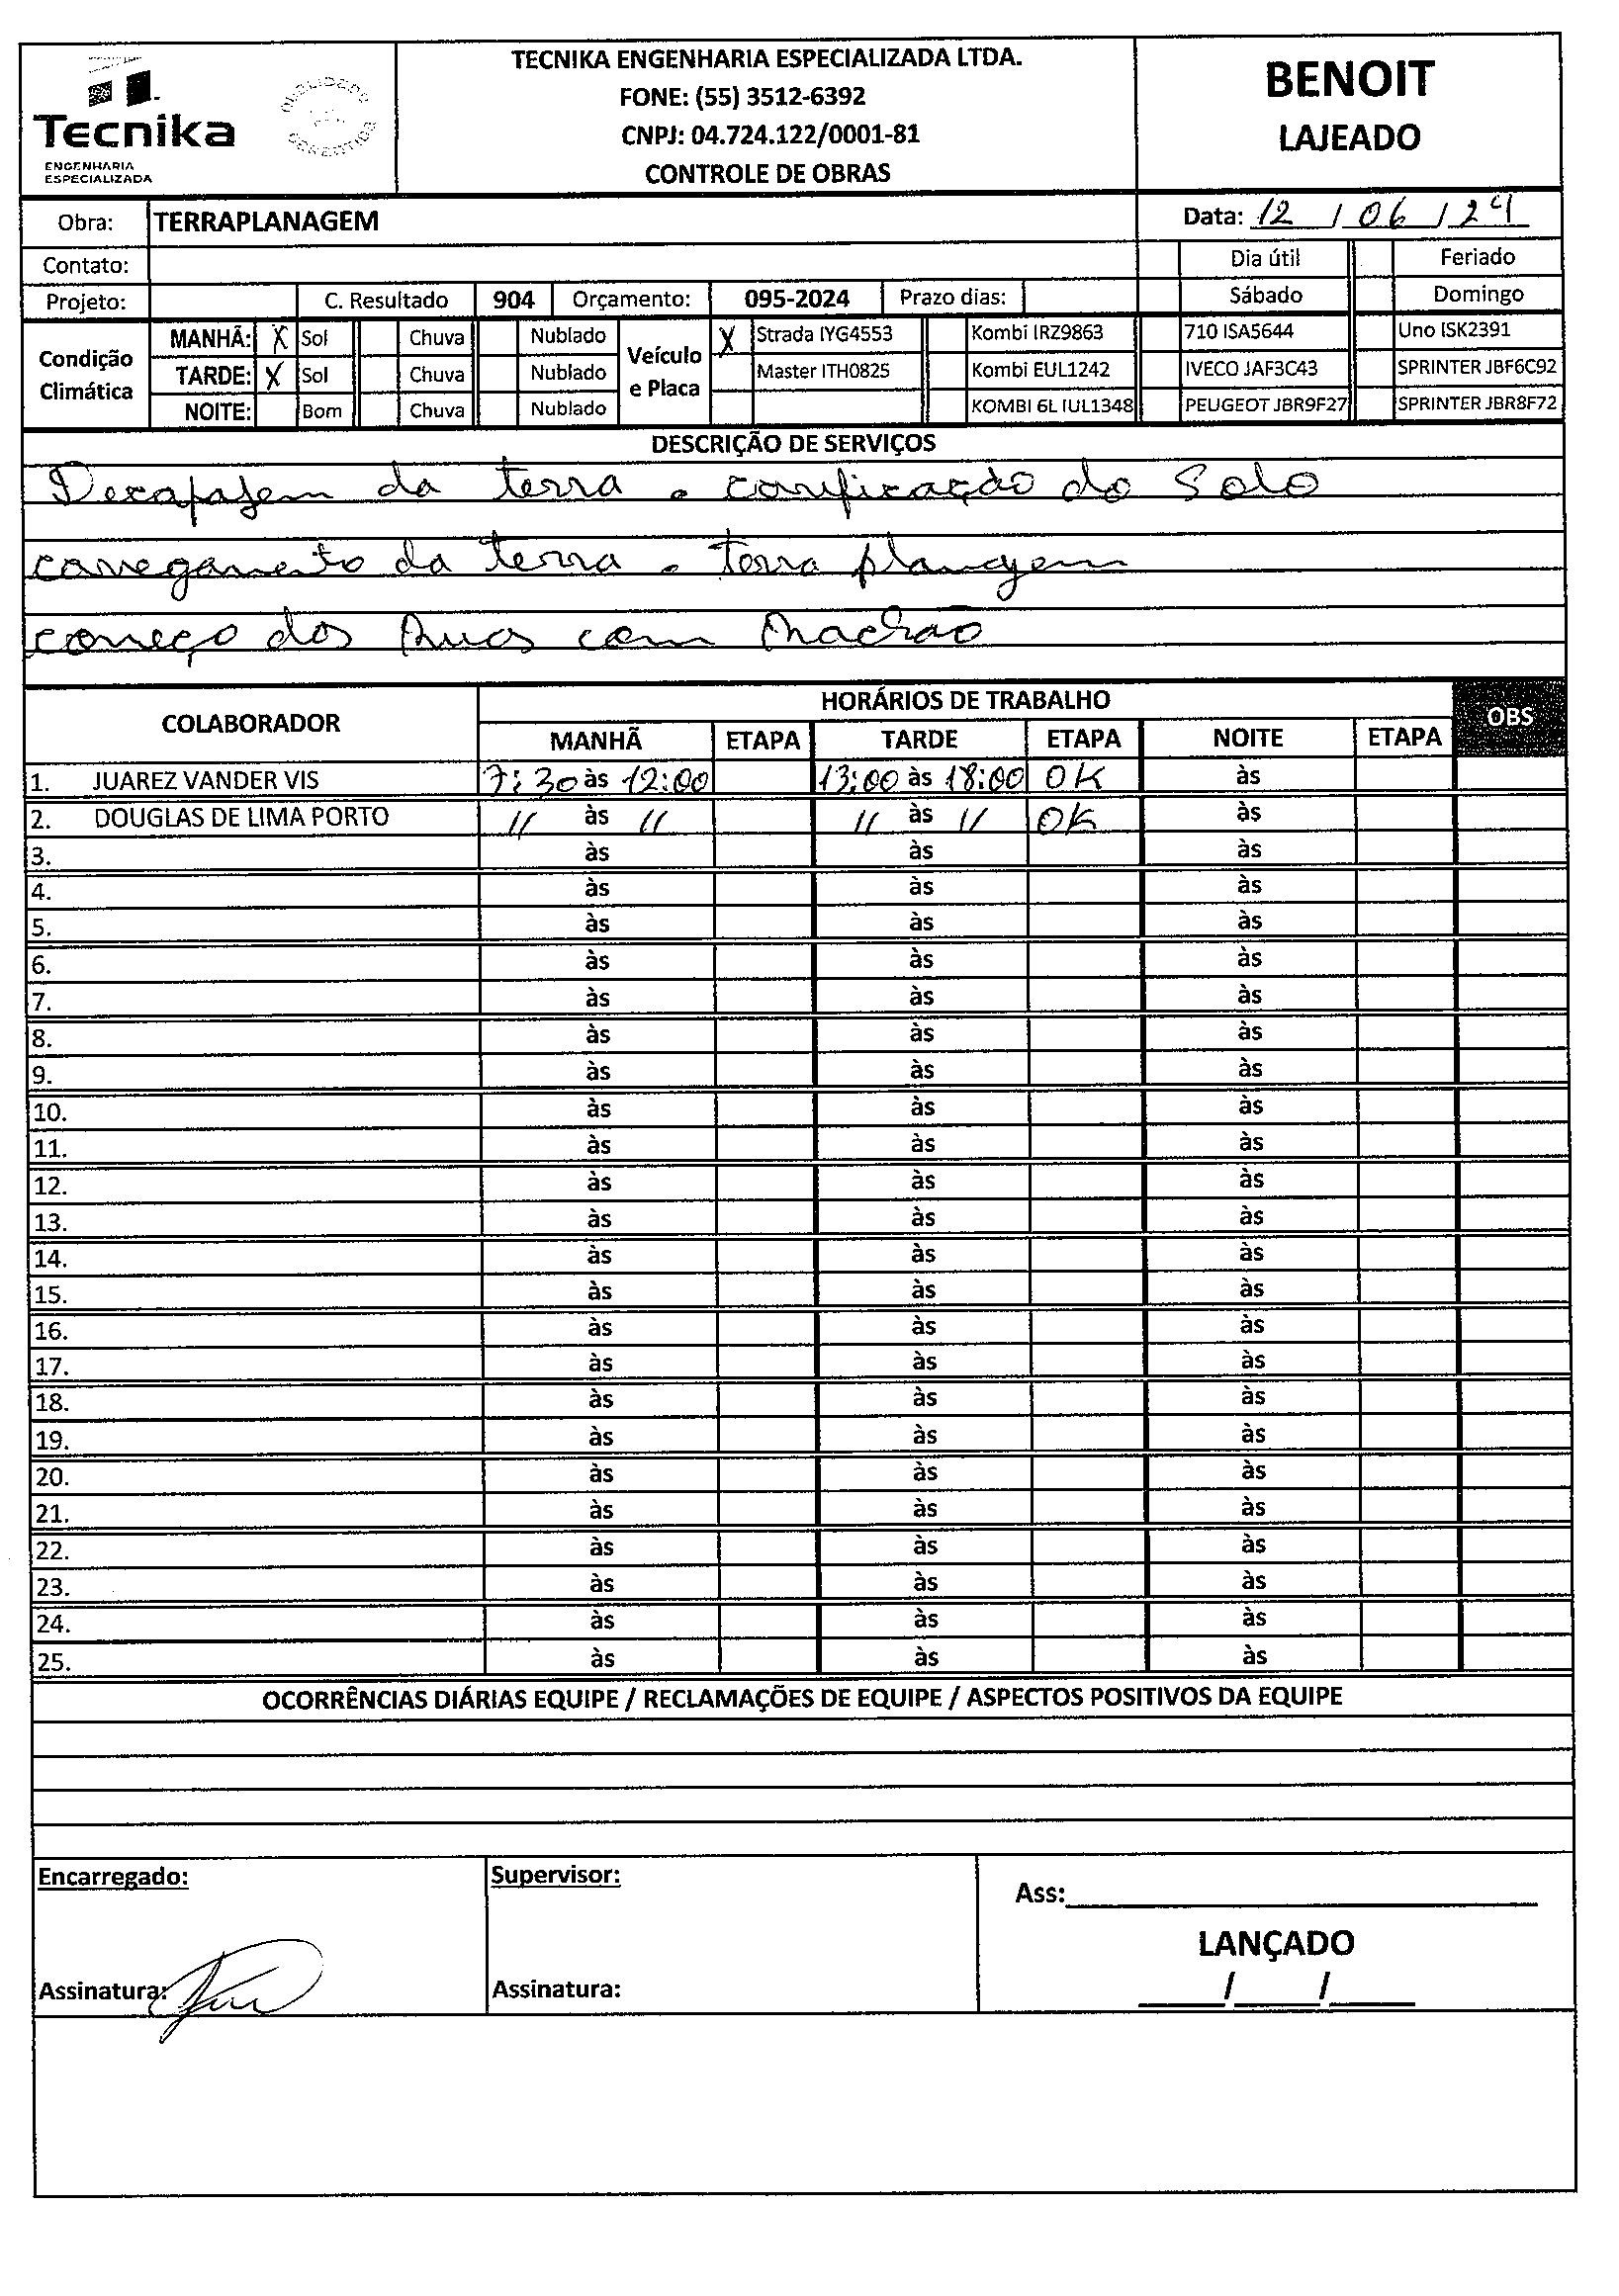 TECNIKA ENGENHARIA ESPECIALIZADA LTDA.
FONE: (55) 3512-6392
CNPJ: 04.724.122/0001-81
CONTROLE DE OBRAS
Tecnika
ENGENHARIA
ESPECIALIZADA
BENOIT
LAJEADO
Obra: TERRAPLANAGEM Data: 12 / 06 / 24
Contato: Dia útil Feriado
Projeto: C. Resultado 904 Orçamento: 095-2024 Prazo dias: Sábado Domingo
Condição Climática
MANHÃ: X Sol Chuva Nublado
TARDE: X Sol Chuva Nublado
NOITE: Bom Chuva Nublado
Veículo e Placa
X Strada IYG4553 Kombi IRZ9863 710 ISA5644 Uno ISK2391
Master ITH0825 Kombi EUL1242 IVECO JAF3C43 SPRINTER JBF6C92
KOMBI 6L IUL1348 PEUGEOT JBR9F27 SPRINTER JBR8F72
DESCRIÇÃO DE SERVIÇOS
Decapajem da terra . do Solo
carregamento da terra . terra planajem
começo dos com
COLABORADOR HORÁRIOS DE TRABALHO OBS
MANHÃ ETAPA TARDE ETAPA NOITE ETAPA
1. JUAREZ VANDER VIS 7:30 às 12:00 13:00 às 18:00 OK às
2. DOUGLAS DE LIMA PORTO " às " " às " OK às
3. às às às
4. às às às
5. às às às
6. às às às
7. às às às
8. às às às
9. às às às
10. às às às
11. às às às
12. às às às
13. às às às
14. às às às
15. às às às
16. às às às
17. às às às
18. às às às
19. às às às
20. às às às
21. às às às
22. às às às
23. às às às
24. às às às
25. às às às
OCORRÊNCIAS DIÁRIAS EQUIPE / RECLAMAÇÕES DE EQUIPE / ASPECTOS POSITIVOS DA EQUIPE
Encarregado: Supervisor: Ass:
LANÇADO
Assinatura: Assinatura: / /